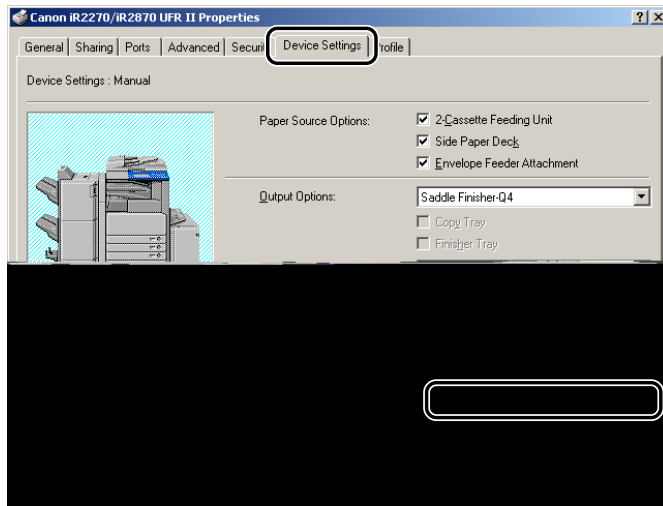 Canon iR2270/iR2870 UFR II Properties
General Sharing Ports Advanced Securi Device Settings rofile
Device Settings : Manual
Paper Source Options: 2-Cassette Feeding Unit
Side Paper Deck
Envelope Feeder Attachment
Output Options: Saddle Finisher-Q4
Copy Tray
Finisher Tray